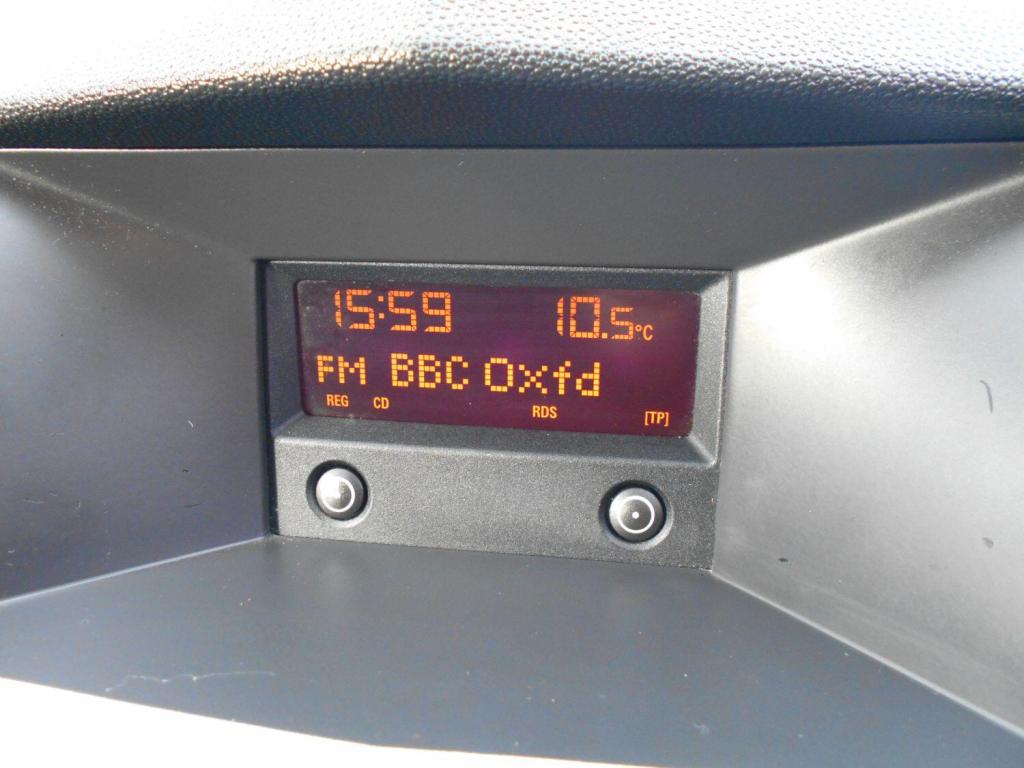 15:59 10.5°C
FM BBC Oxfd
REG CD RDS [TP]